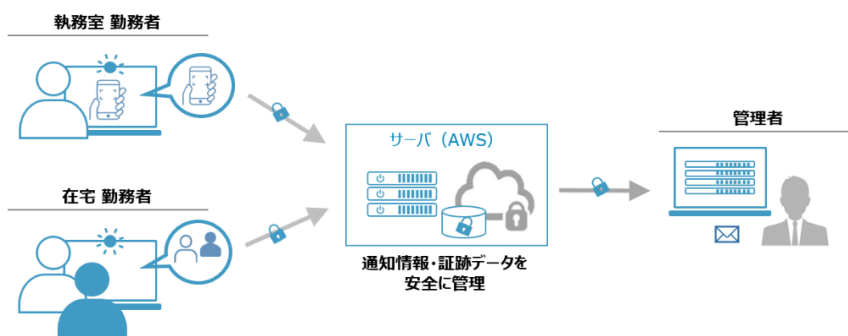 執務室 勤務者
在宅 勤務者
サーバ（AWS）
通知情報・証跡データを
安全に管理
管理者